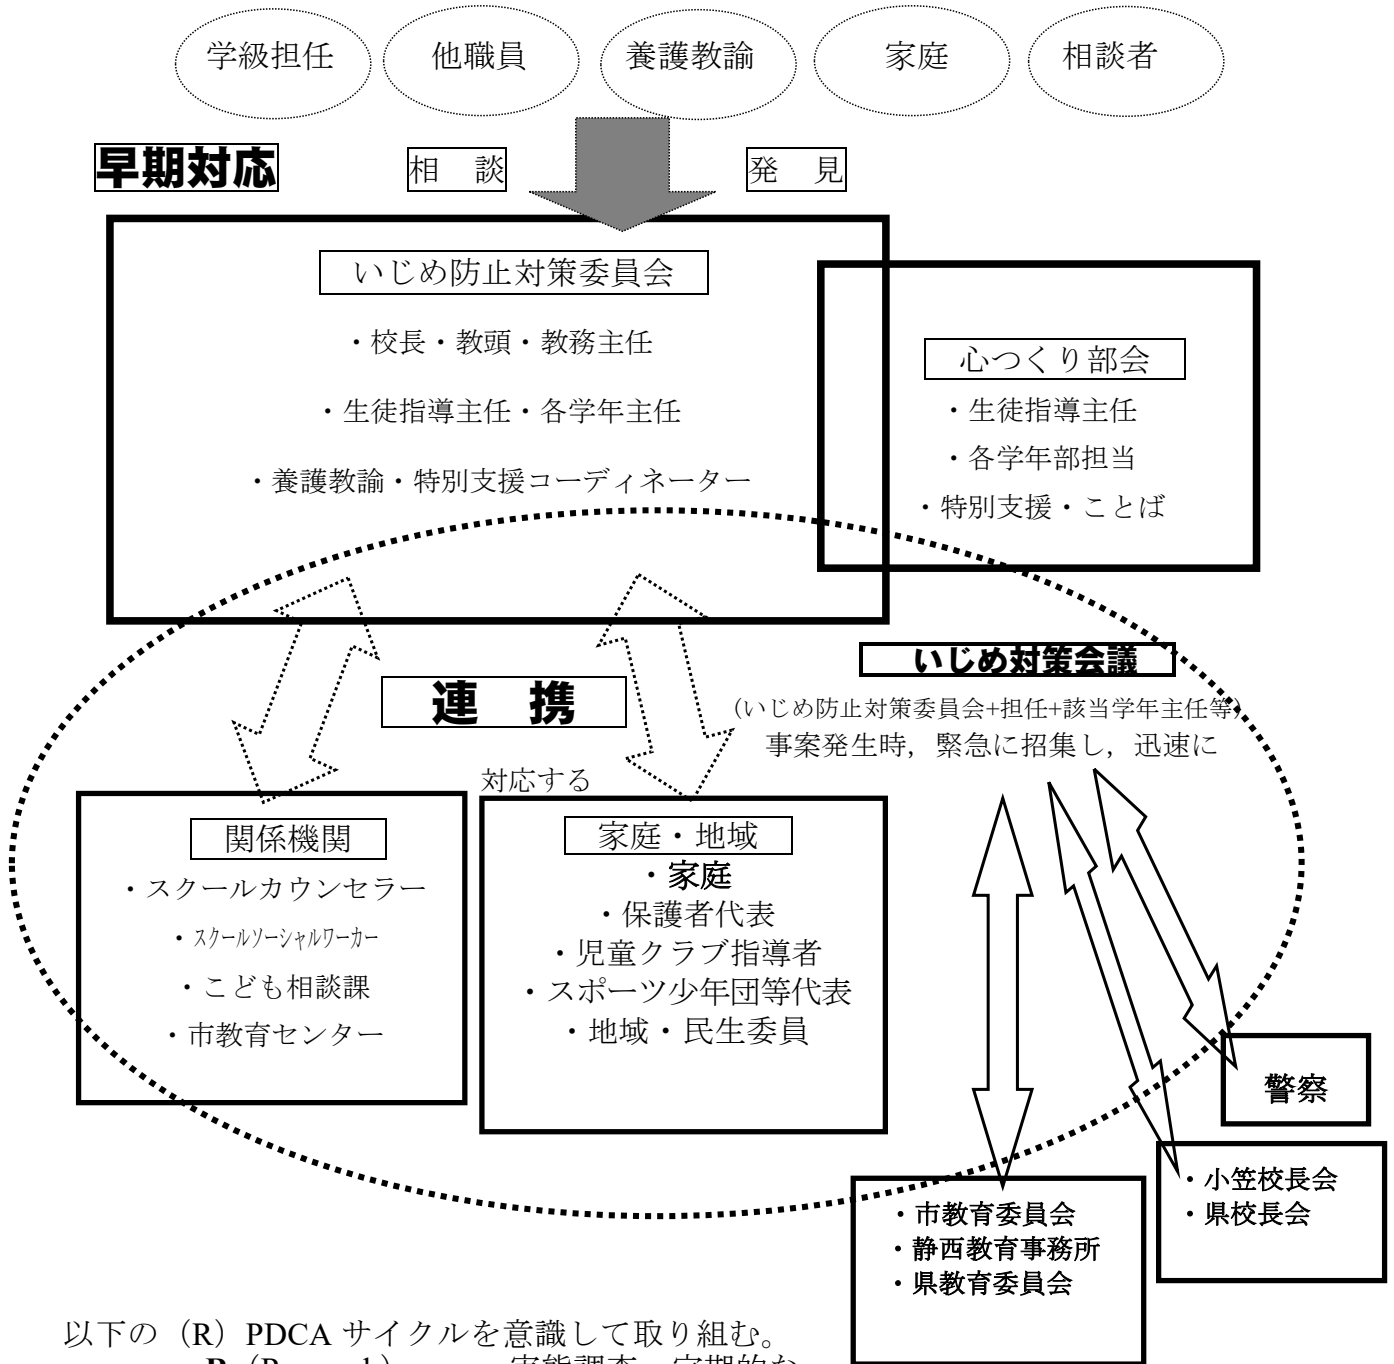 学級担任
他職員
養護教諭
家庭
相談者
早期対応
相 談
発 見
いじめ防止対策委員会
・校長・教頭・教務主任
・生徒指導主任・各学年主任
・養護教諭・特別支援コーディネーター
心つくり部会
・生徒指導主任
・各学年部担当
・特別支援・ことば
連 携
いじめ対策会議
（いじめ防止対策委員会+担任+該当学年主任等）
事案発生時，緊急に招集し，迅速に
対応する
関係機関
・スクールカウンセラー
・スクールソーシャルワーカー
・こども相談課
・市教育センター
家庭・地域
・家庭
・保護者代表
・児童クラブ指導者
・スポーツ少年団等代表
・地域・民生委員
警察
・小笠校長会
・県校長会
・市教育委員会
・静西教育事務所
・県教育委員会
以下の（R）PDCA サイクルを意識して取り組む。